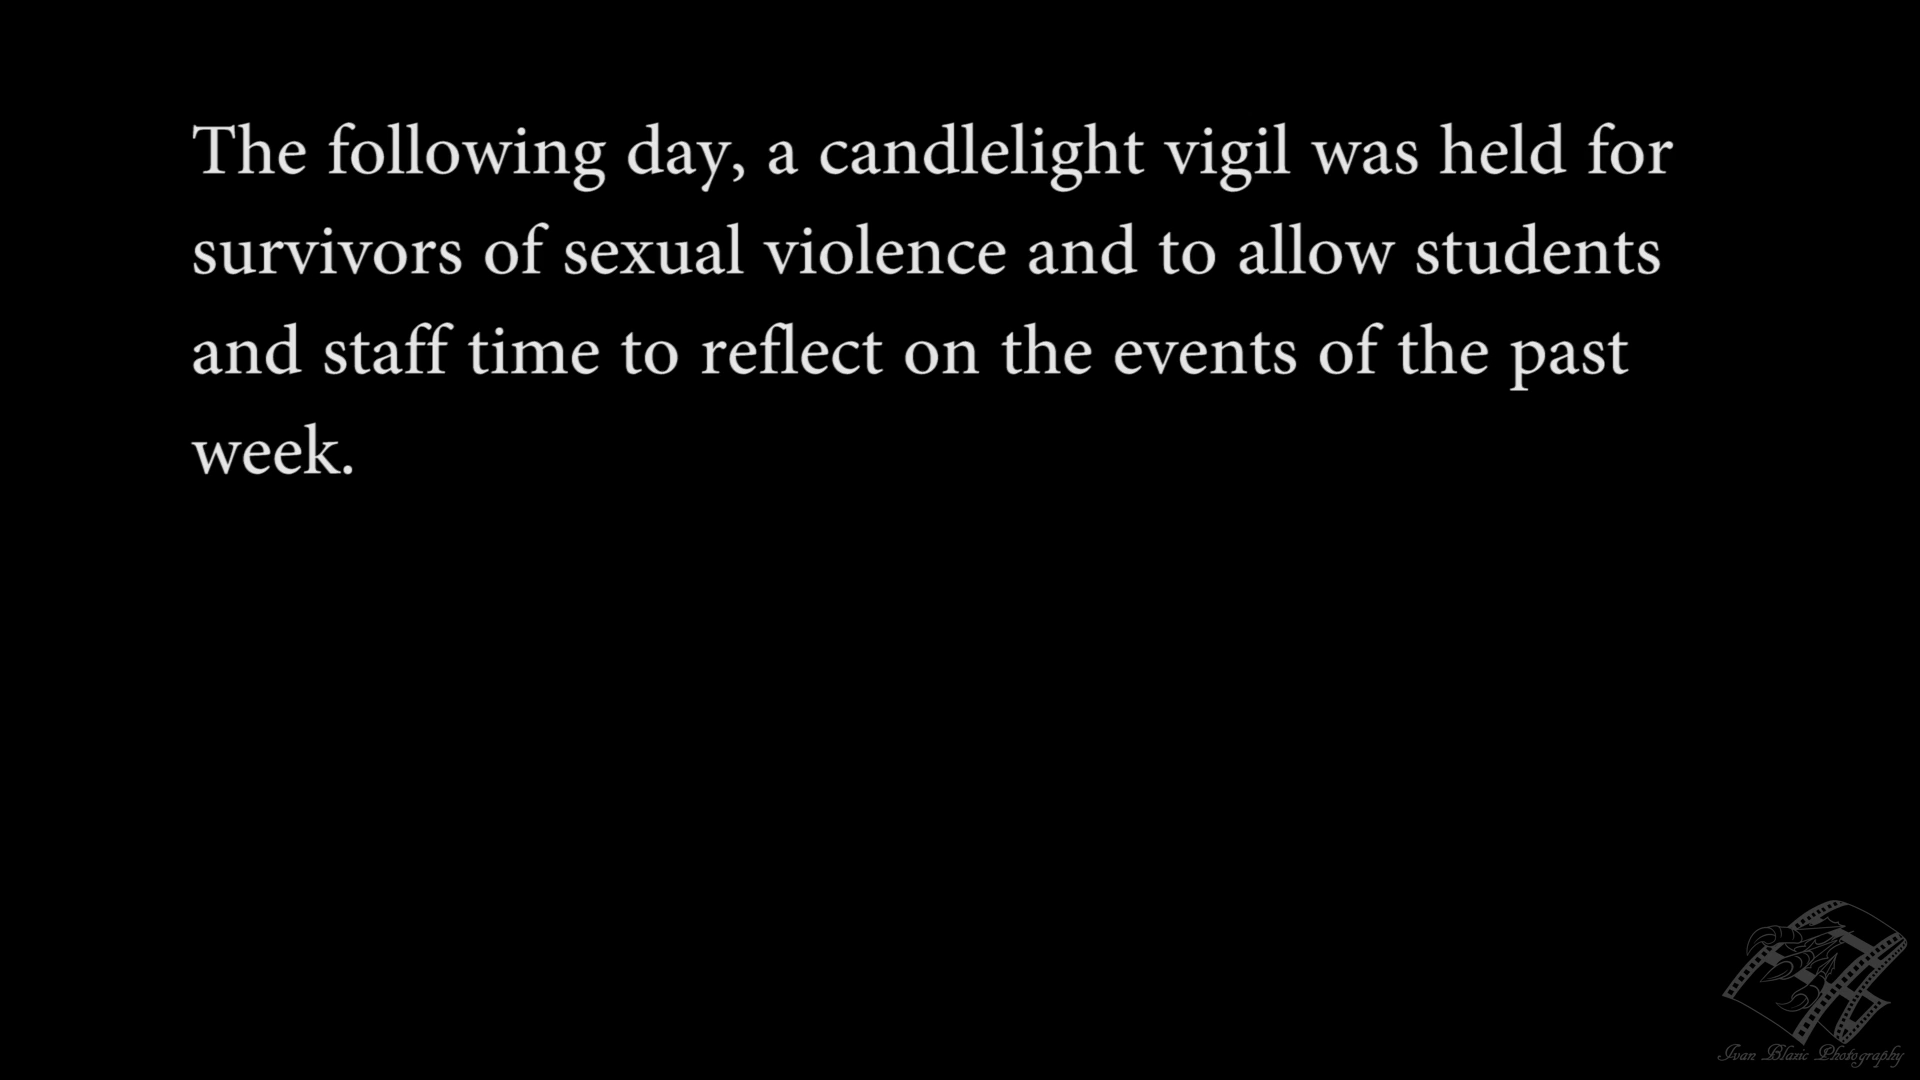 The following day, a candlelight vigil was held for
survivors of sexual violence and to allow students
and staff time to reflect on the events of the past
week.
Ivan Blazic Photography